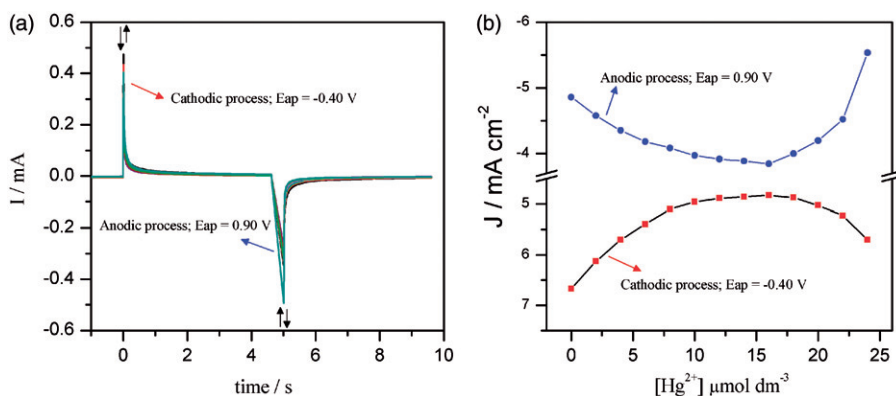 (a)
0.6
0.4
0.2
0.0
-0.2
-0.4
-0.6
I / mA
Cathodic process; Eap = -0.40 V
Anodic process; Eap = 0.90 V
0
2
4
6
8
10
time / s
(b)
-6
-5
-4
5
6
7
J / mA cm-2
Anodic process; Eap = 0.90 V
Cathodic process; Eap = -0.40 V
0
5
10
15
20
25
[Hg2+] μmol dm-3